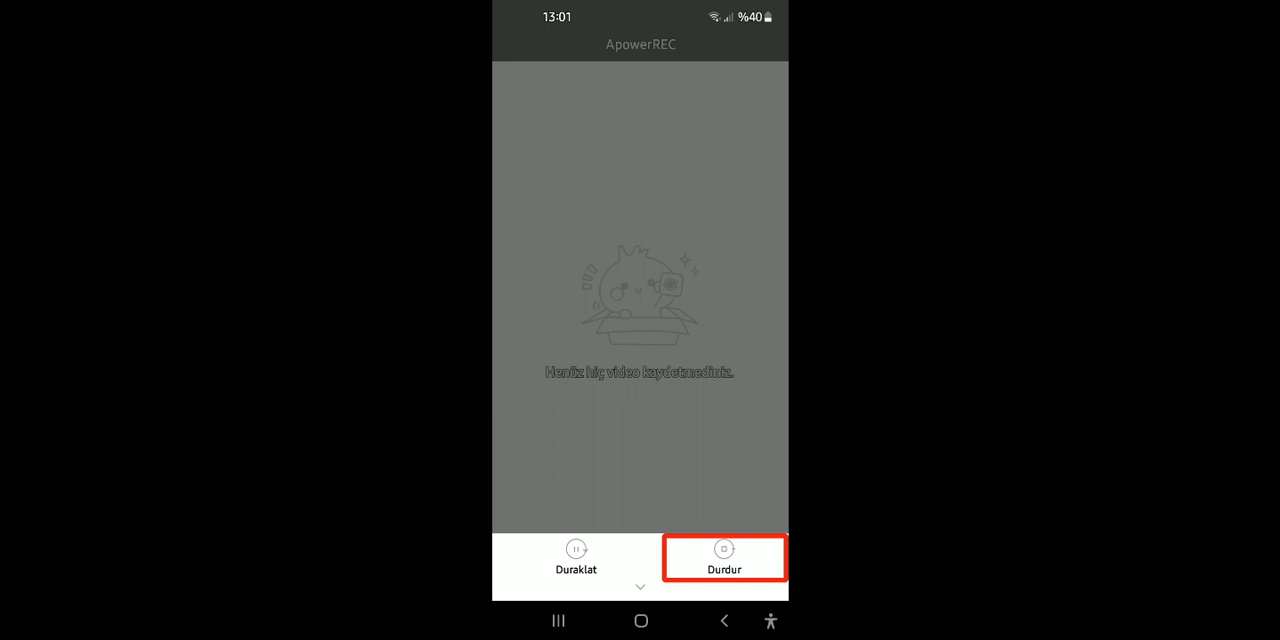 13:01
%40
ApowerREC
Henüz hiç video kaydetmediniz.
Duraklat
Durdur